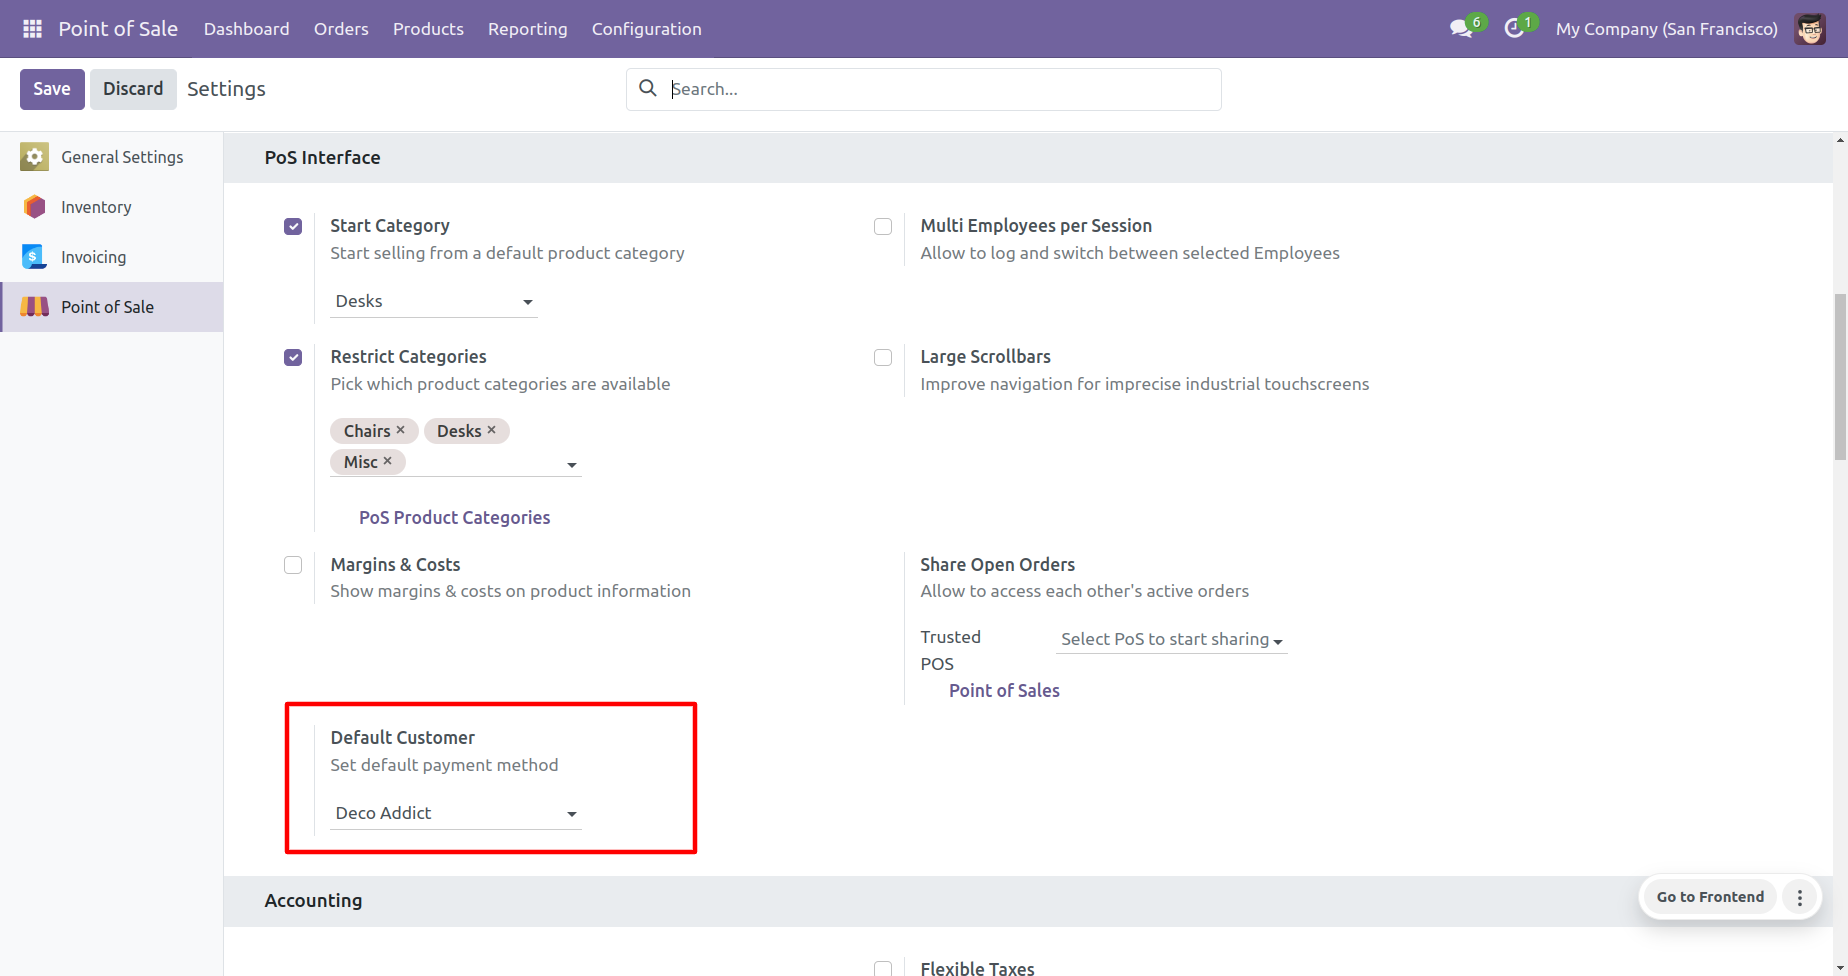 Point of Sale Dashboard Orders Products Reporting Configuration 6 1 My Company (San Francisco)
Save Discard Settings Search...
General Settings
Inventory
Invoicing
Point of Sale
PoS Interface
Start Category
Start selling from a default product category
Desks
Multi Employees per Session
Allow to log and switch between selected Employees
Restrict Categories
Pick which product categories are available
Chairs × Desks ×
Misc ×
PoS Product Categories
Large Scrollbars
Improve navigation for imprecise industrial touchscreens
Margins & Costs
Show margins & costs on product information
Share Open Orders
Allow to access each other's active orders
Trusted
POS
Select PoS to start sharing
Point of Sales
Default Customer
Set default payment method
Deco Addict
Accounting
Go to Frontend
Flexible Taxes